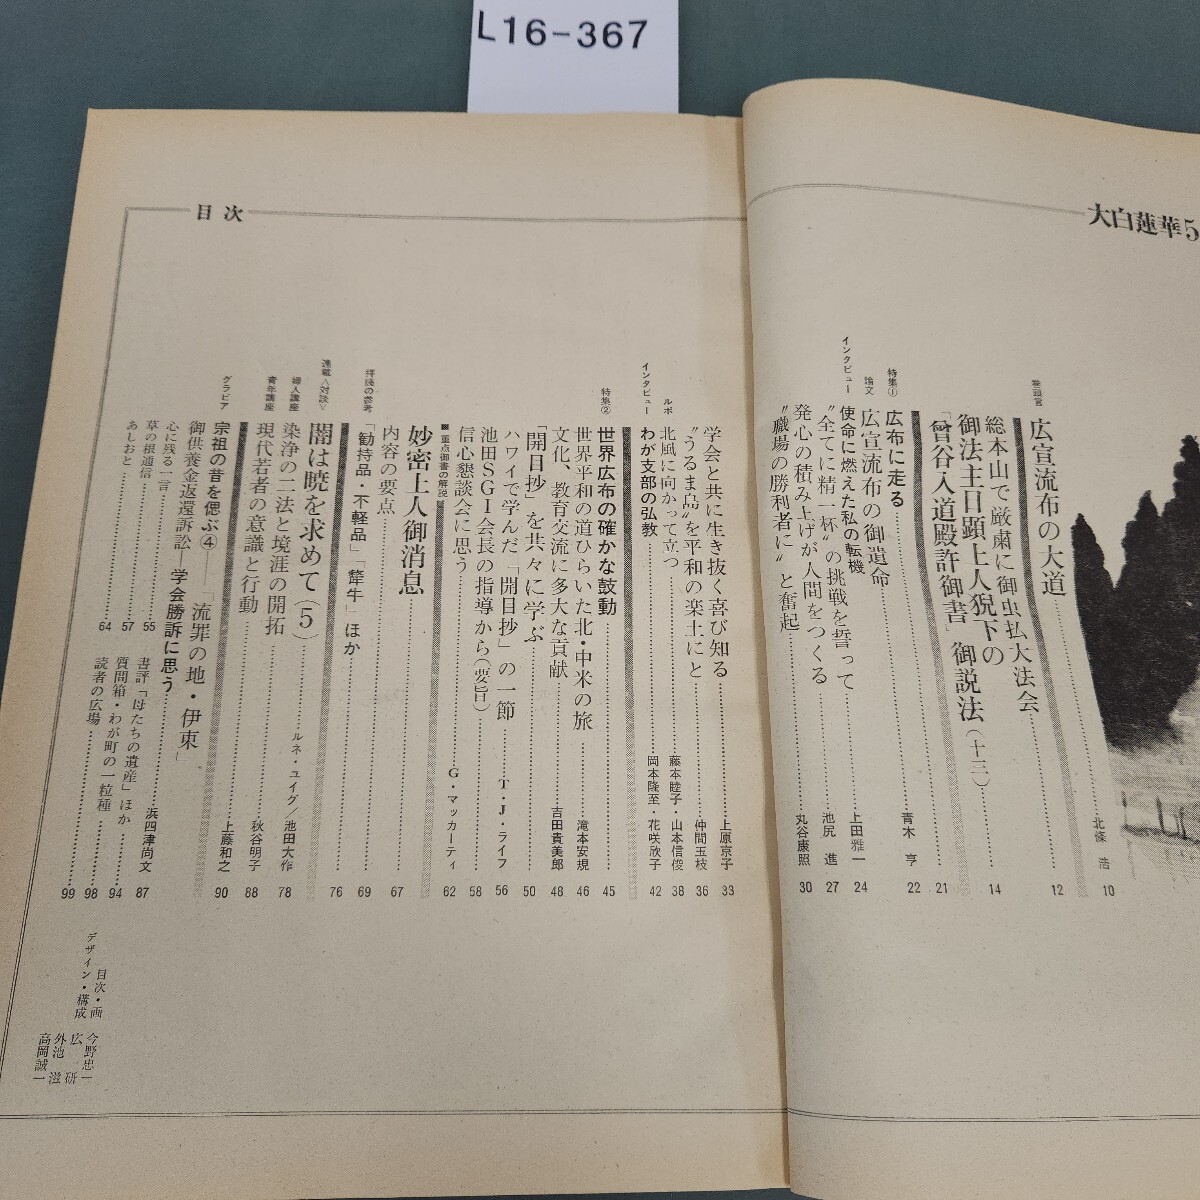 L16-367
大白蓮華5
目次
巻頭言
広宣流布の大道……北條 浩 10
総本山で厳粛に御虫払大法会……12
御法主日顕上人猊下の
「曾谷入道殿許御書」御説法(十三)……14
特集①
広布に走る……21
論文
広宣流布の御遺命……青木 亨 22
インタビュー
使命に燃えた私の転機
“全てに精一杯”の挑戦を誓って……上田雅一 24
発心の積み上げが人間をつくる……池尻 進 27
“職場の勝利者に”と奮起……丸谷康照 30
学会と共に生き抜く喜び知る……上原京子 33
“うるま島”を平和の楽土にと……仲間玉枝 36
ルポ
北風に向かって立つ……藤本睦子・山本信俊 38
インタビュー
わが支部の弘教……岡本隆至・花咲欣子 42
特集②
世界広布の確かな鼓動……45
世界平和の道ひらいた北・中米の旅……滝本安規 46
文化、教育交流に多大な貢献……吉田貴美郎 48
「開目抄」を共々に学ぶ……50
ハワイで学んだ「開目抄」の一節……T・J・ライフ 56
池田SGI会長の指導から(要旨)……58
信心懇談会に思う……G・マッカーティ 62
■重点御書の解説
妙密上人御消息
内容の要点……67
拝読の参考
「勧持品・不軽品」「犛牛」ほか……69
連載〈対談〉
闇は暁を求めて(5)……76
ルネ・ユイグ/池田大作 78
婦人講座
染浄の二法と境涯の開拓……秋谷明子 88
青年講座
現代若者の意識と行動……上藤和之 90
グラビア
宗祖の昔を偲ぶ④——「流罪の地・伊東」
御供養金返還訴訟 学会勝訴に思う……浜四津尚文 87
心に残る一言……55
草の根通信……57
あしおと……64
書評「母たちの遺産」ほか……94
質問箱・わが町の一粒種……98
読者の広場……99
目次・画
デザイン・構成
今野忠一
広研
外池 滋
高岡誠一